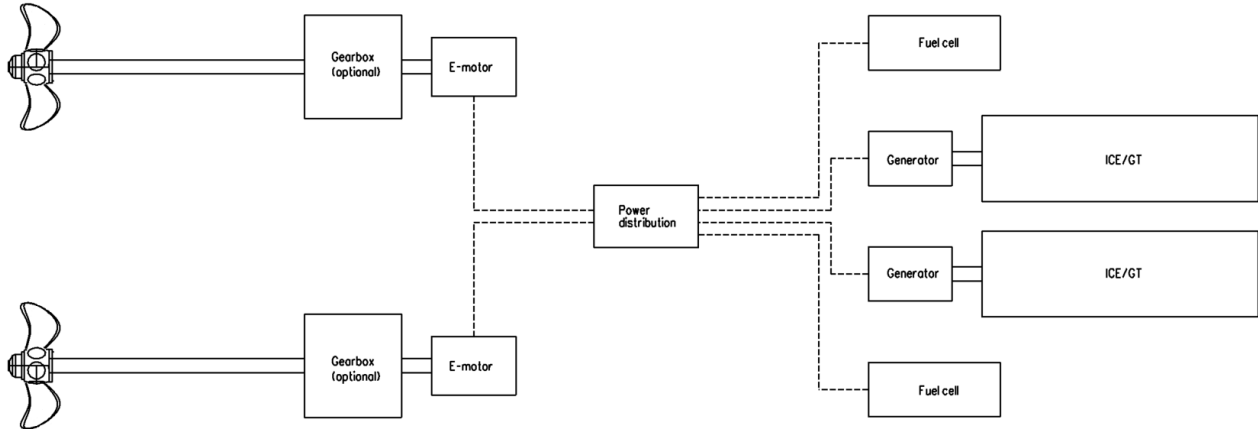 Gearbox
(optional)
E-motor
Fuel cell
Generator
ICE/GT
Power
distribution
Generator
ICE/GT
Gearbox
(optional)
E-motor
Fuel cell